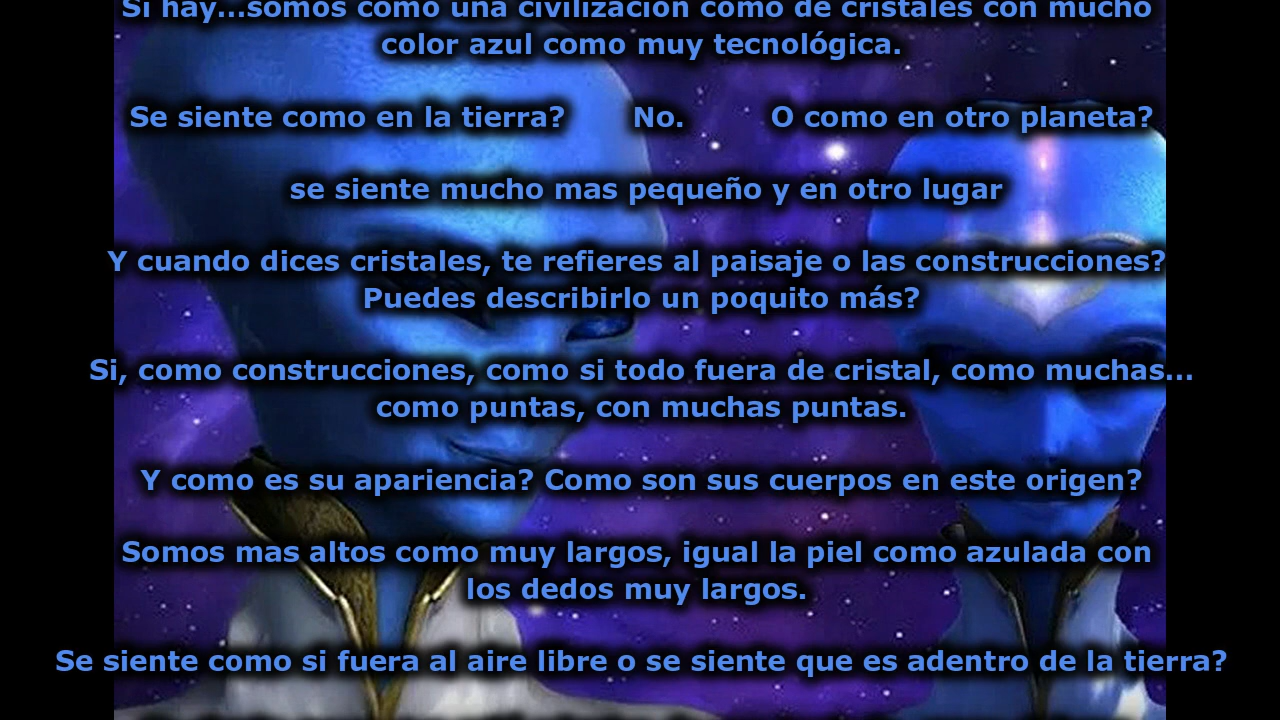 Si hay...somos como una civilización como de cristales con mucho
color azul como muy tecnológica.
Se siente como en la tierra? No. O como en otro planeta?
se siente mucho mas pequeño y en otro lugar
Y cuando dices cristales, te refieres al paisaje o las construcciones?
Puedes describirlo un poquito más?
Si, como construcciones, como si todo fuera de cristal, como muchas...
como puntas, con muchas puntas.
Y como es su apariencia? Como son sus cuerpos en este origen?
Somos mas altos como muy largos, igual la piel como azulada con
los dedos muy largos.
Se siente como si fuera al aire libre o se siente que es adentro de la tierra?